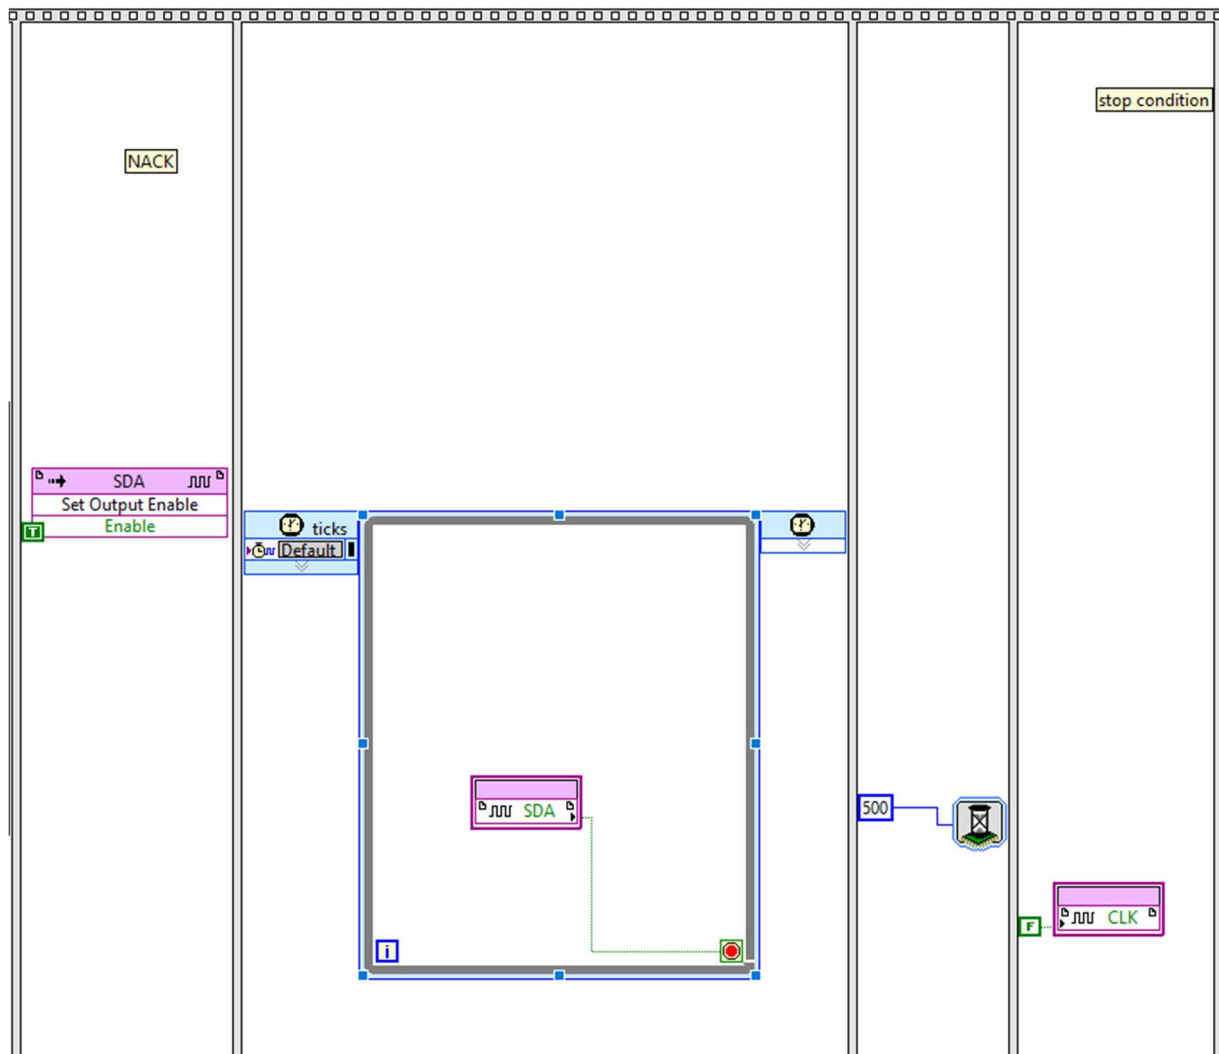 stop condition
NACK
SDA
Set Output Enable
Enable
T
ticks
Default
SDA
i
500
CLK
F